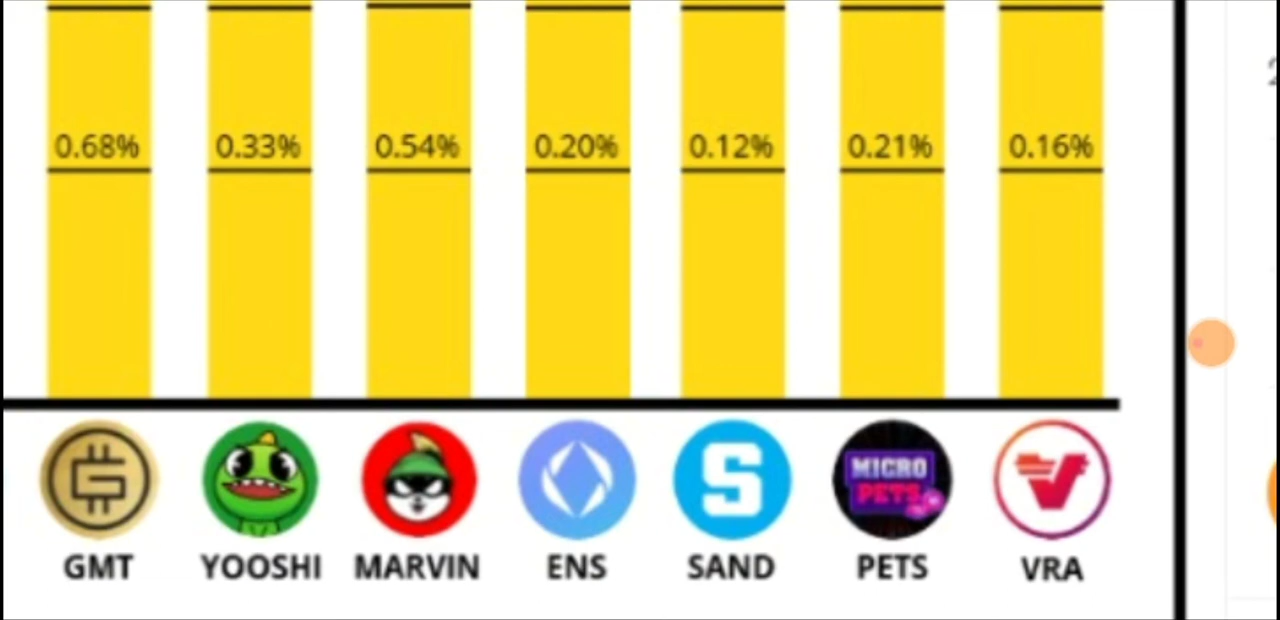 0.68% 0.33% 0.54% 0.20% 0.12% 0.21% 0.16%
MICRO
PETS
GMT YOOSHI MARVIN ENS SAND PETS VRA